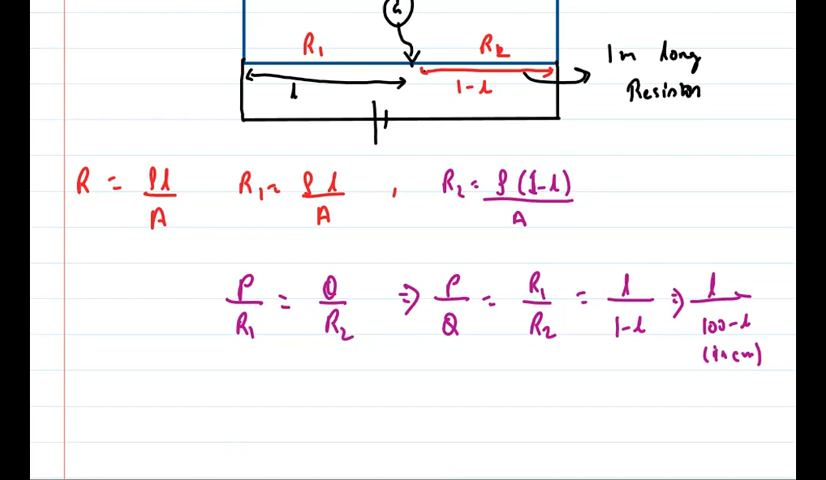 G
R1 R2 1m long
l 1-l Resistor
R = ρl/A R1 = ρl/A , R2 = ρ(1-l)/A
P/R1 = Q/R2 ⇒ P/Q = R1/R2 = l/1-l ⇒ l/100-l
(in cm)